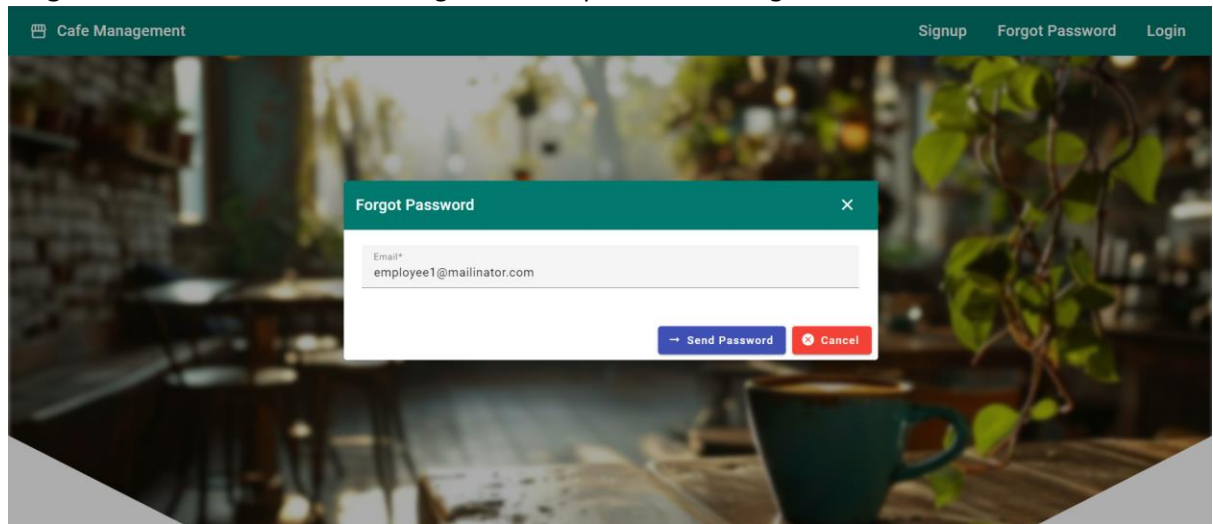 Cafe Management
Signup Forgot Password Login
Forgot Password
Email*
employee1@mailinator.com
→ Send Password
Cancel